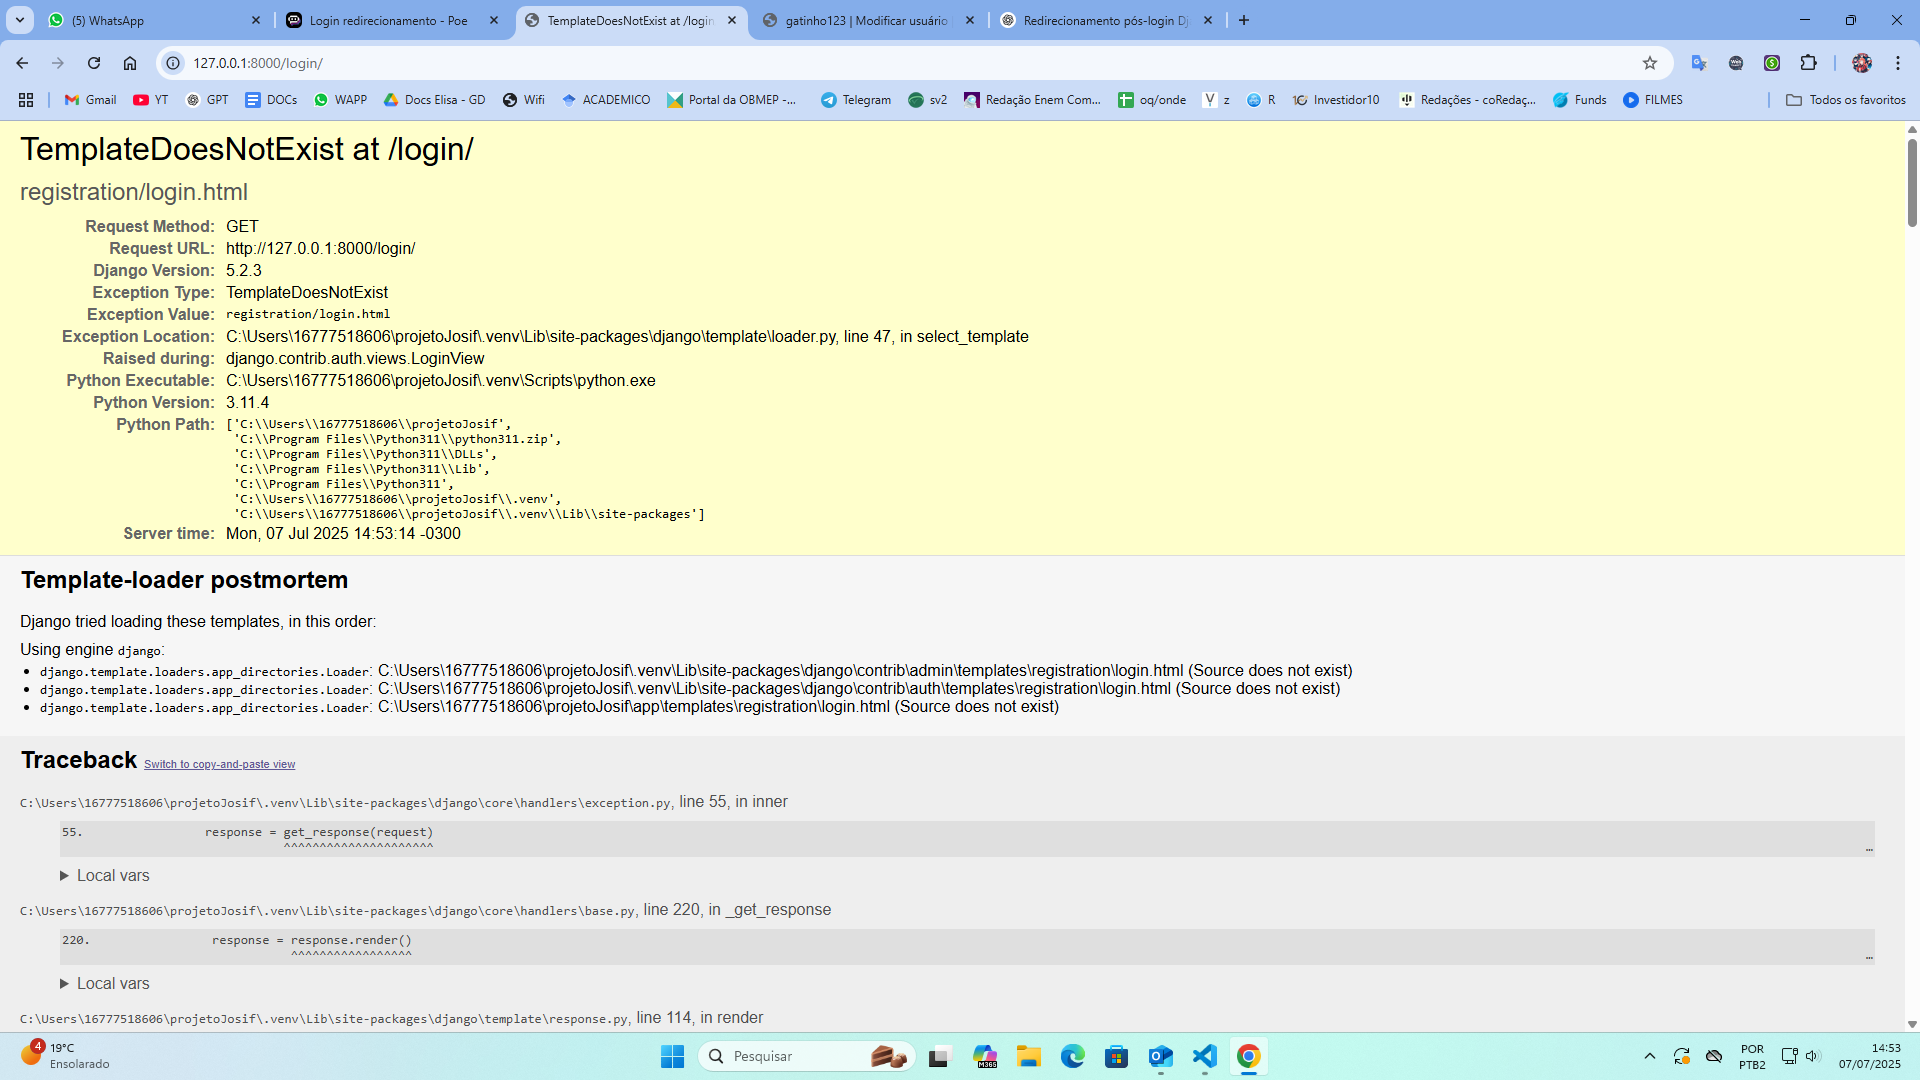 (5) WhatsApp
Login redirecionamento - Poe
TemplateDoesNotExist at /login
gatinho123 | Modificar usuário
Redirecionamento pós-login Dj
127.0.0.1:8000/login/
Gmail
YT
GPT
DOCs
WAPP
Docs Elisa - GD
Wifi
ACADEMICO
Portal da OBMEP -...
Telegram
sv2
Redação Enem Com...
oq/onde
z
R
Investidor10
Redações - coRedaç...
Funds
FILMES
Todos os favoritos
TemplateDoesNotExist at /login/
registration/login.html
Request Method: GET
Request URL: http://127.0.0.1:8000/login/
Django Version: 5.2.3
Exception Type: TemplateDoesNotExist
Exception Value: registration/login.html
Exception Location: C:\Users\16777518606\projetoJosif\.venv\Lib\site-packages\django\template\loader.py, line 47, in select_template
Raised during: django.contrib.auth.views.LoginView
Python Executable: C:\Users\16777518606\projetoJosif\.venv\Scripts\python.exe
Python Version: 3.11.4
Python Path: ['C:\\Users\\16777518606\\projetoJosif',
'C:\\Program Files\\Python311\\python311.zip',
'C:\\Program Files\\Python311\\DLLs',
'C:\\Program Files\\Python311\\Lib',
'C:\\Program Files\\Python311',
'C:\\Users\\16777518606\\projetoJosif\\.venv',
'C:\\Users\\16777518606\\projetoJosif\\.venv\\Lib\\site-packages']
Server time: Mon, 07 Jul 2025 14:53:14 -0300
Template-loader postmortem
Django tried loading these templates, in this order:
Using engine django:
• django.template.loaders.app_directories.Loader: C:\Users\16777518606\projetoJosif\.venv\Lib\site-packages\django\contrib\admin\templates\registration\login.html (Source does not exist)
• django.template.loaders.app_directories.Loader: C:\Users\16777518606\projetoJosif\.venv\Lib\site-packages\django\contrib\auth\templates\registration\login.html (Source does not exist)
• django.template.loaders.app_directories.Loader: C:\Users\16777518606\projetoJosif\app\templates\registration\login.html (Source does not exist)
Traceback Switch to copy-and-paste view
C:\Users\16777518606\projetoJosif\.venv\Lib\site-packages\django\core\handlers\exception.py, line 55, in inner
55. response = get_response(request)
^^^^^^^^^^^^^^^^^^^^^
…
Local vars
C:\Users\16777518606\projetoJosif\.venv\Lib\site-packages\django\core\handlers\base.py, line 220, in _get_response
220. response = response.render()
^^^^^^^^^^^^^^^^^
…
Local vars
C:\Users\16777518606\projetoJosif\.venv\Lib\site-packages\django\template\response.py, line 114, in render
4
19°C
Ensolarado
Pesquisar
M365
POR
PTB2
14:53
07/07/2025